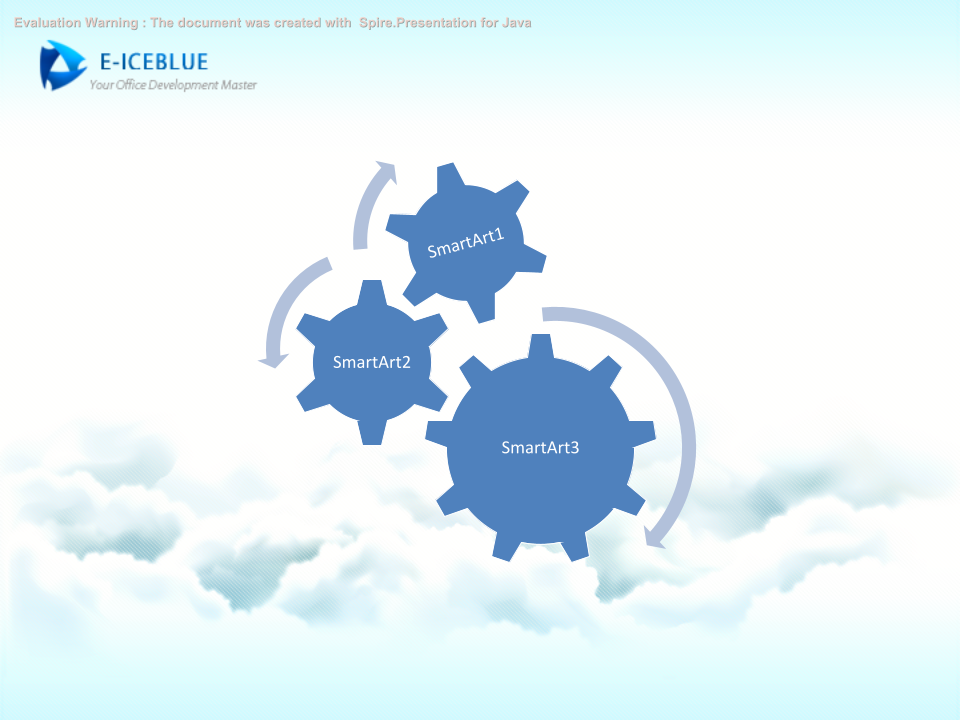 Evaluation Warning : The document was created with  Spire.Presentation for Java
E-ICEBLUE
Your Office Development Master
SmartArt1
SmartArt2
SmartArt3